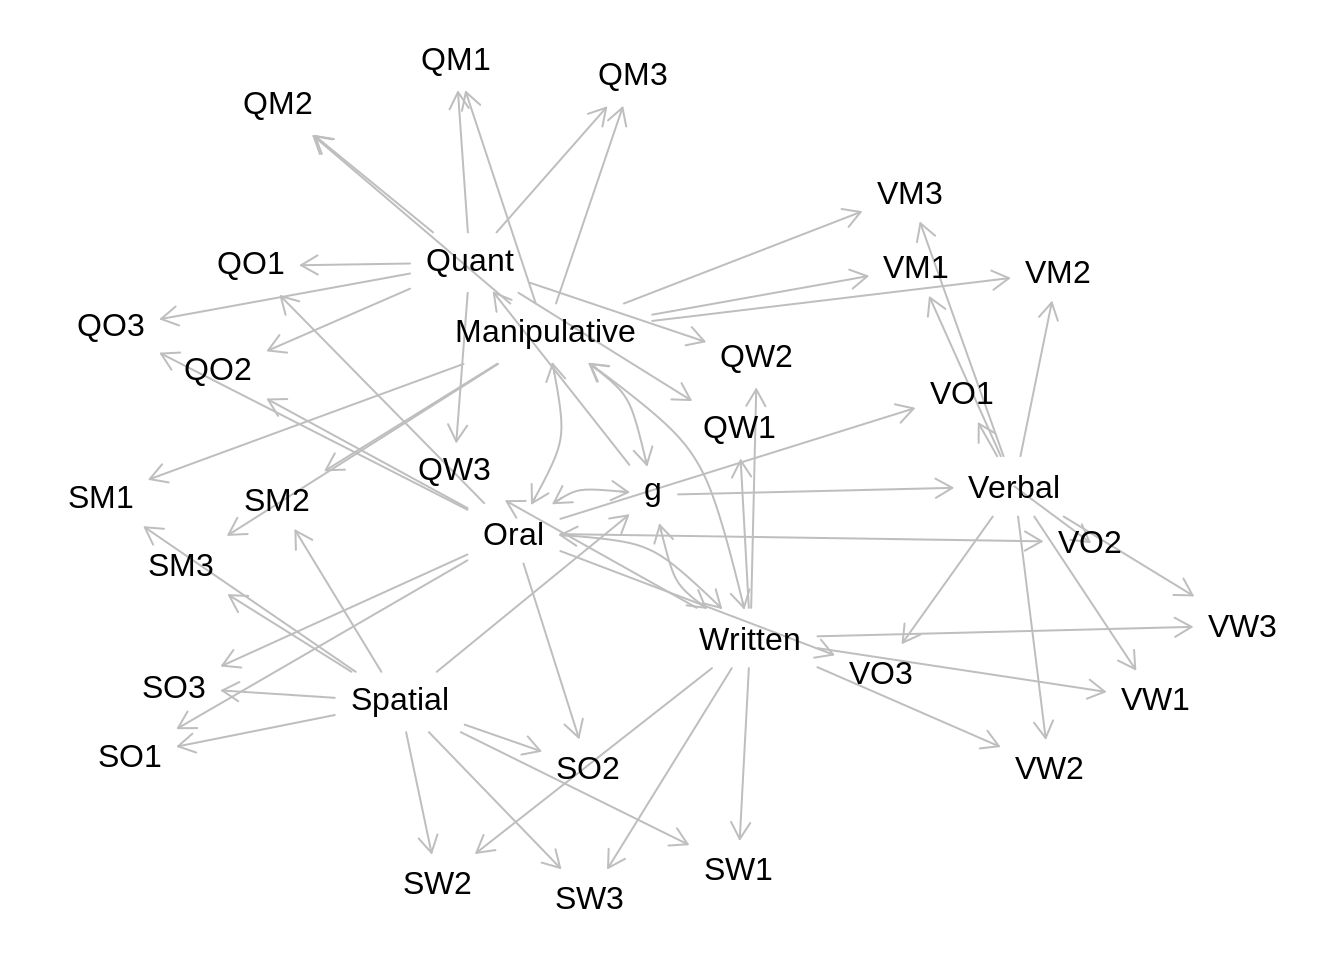 QM1
QM3
QM2
VM3
Quant
QO1
VM1
VM2
QO3
Manipulative
QW2
QO2
VO1
QW1
QW3
Verbal
g
SM1
SM2
Oral
VO2
SM3
VW3
Written
VO3
SO3
Spatial
VW1
SO1
SO2
VW2
SW1
SW2
SW3